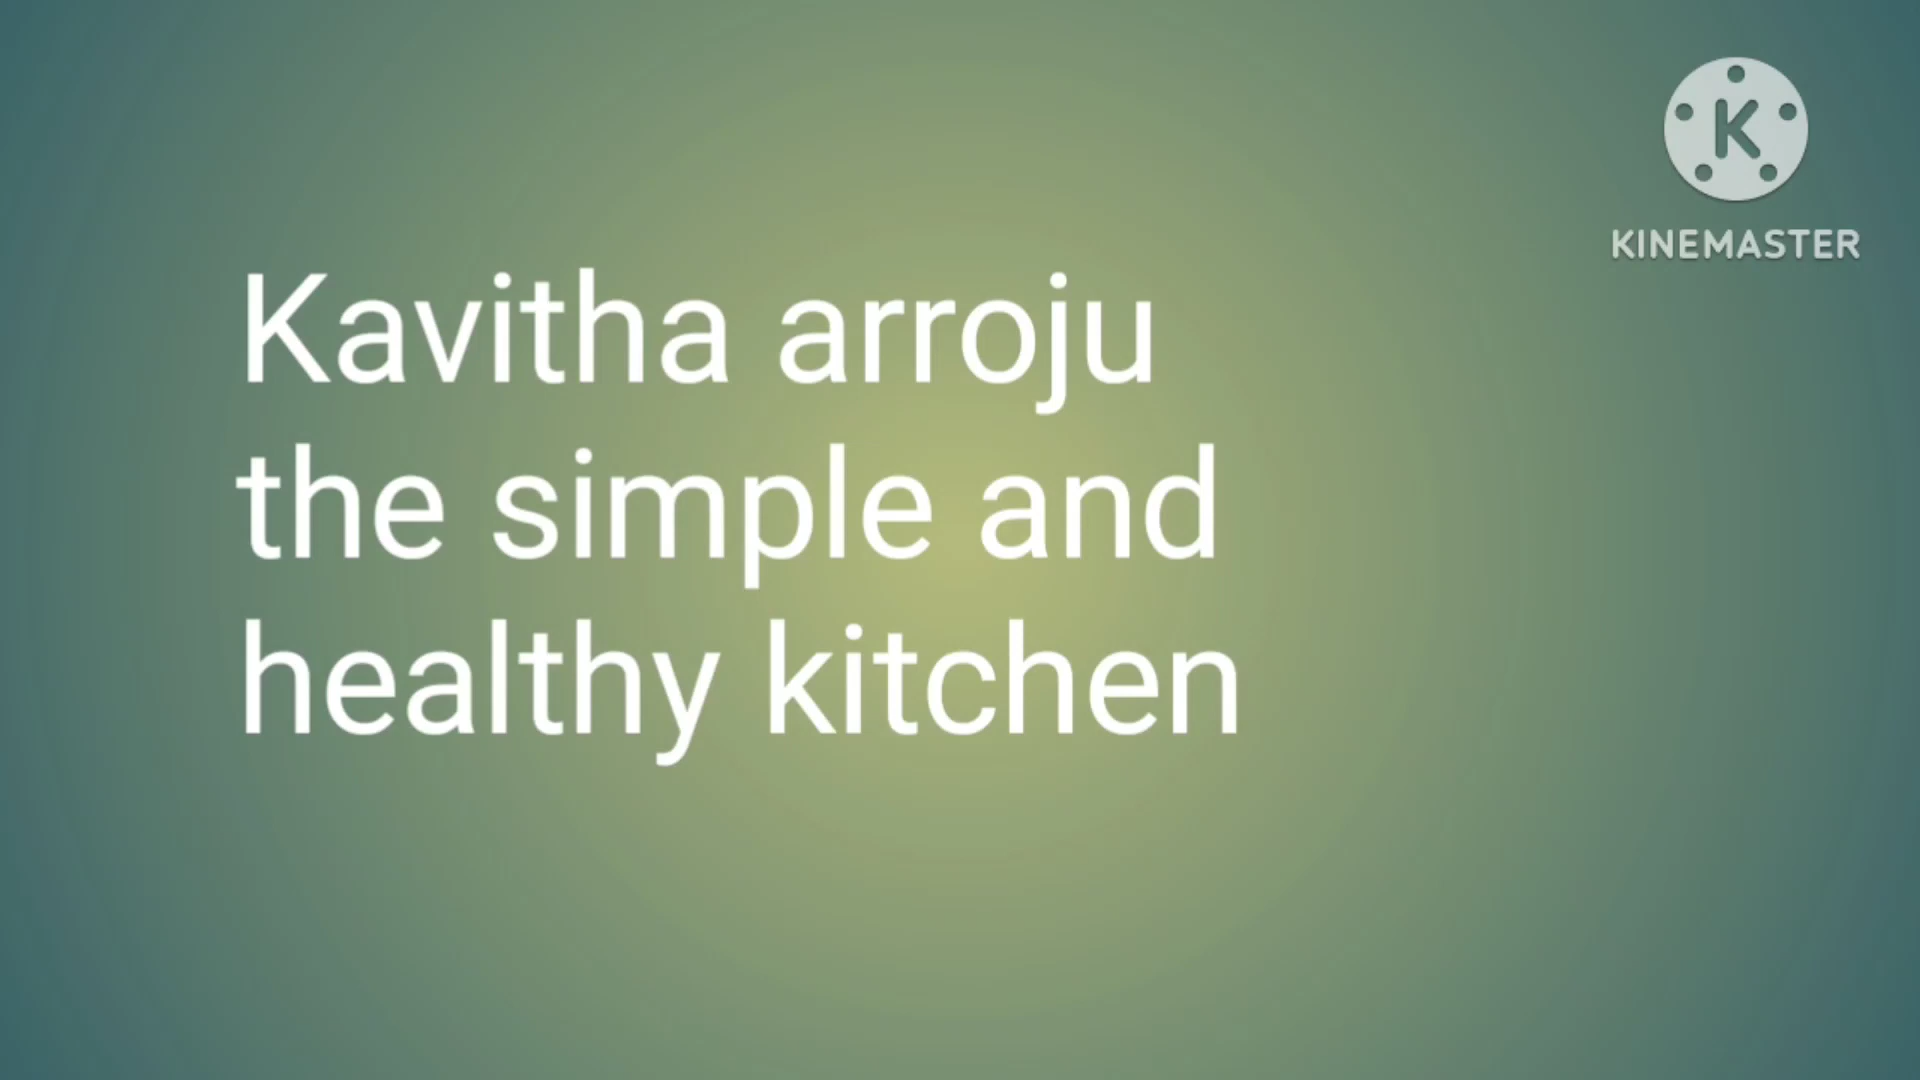 K
KINEMASTER
Kavitha arroju
the simple and
healthy kitchen